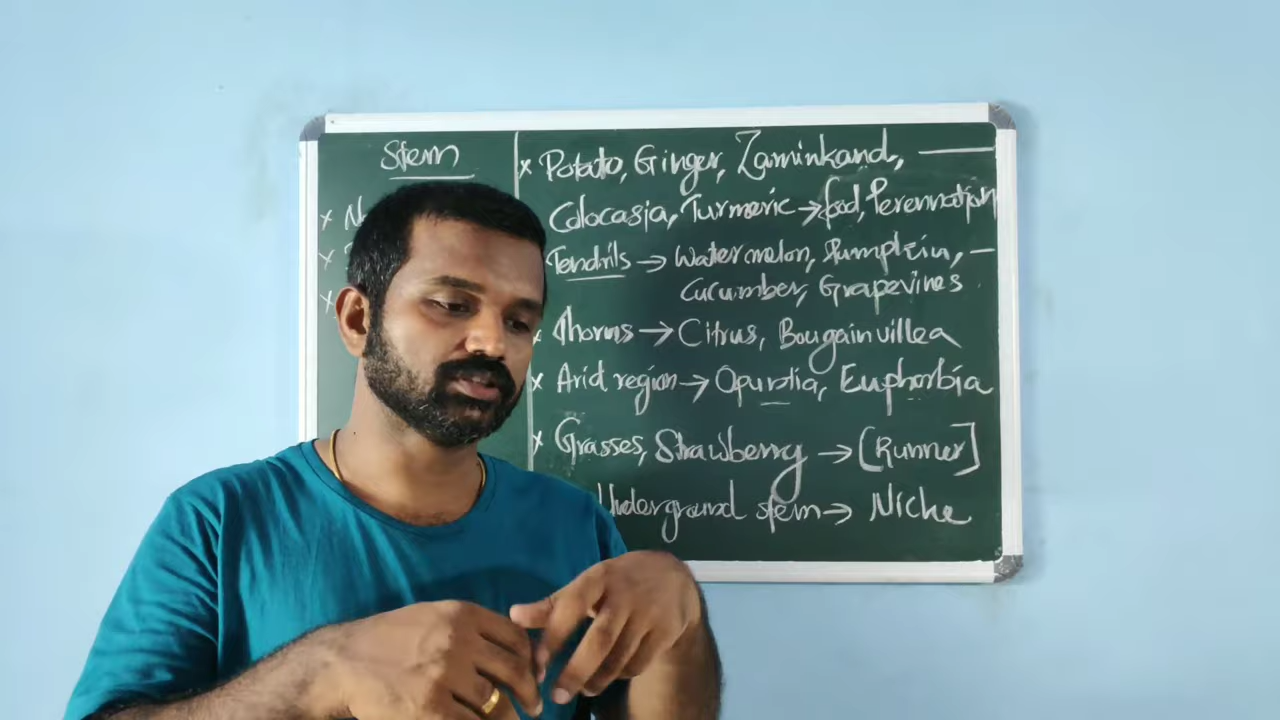 Stem
× Potato, Ginger, Zaminkand, —
Colocasia, Turmeric → food, Perennation
Tendrils → Watermelon, Pumpkin, —
Cucumber, Grapevines
× Thorns → Citrus, Bougainvillea
× Arid region → Opuntia, Euphorbia
× Grasses, Strawberry → [Runner]
Underground stem → Niche